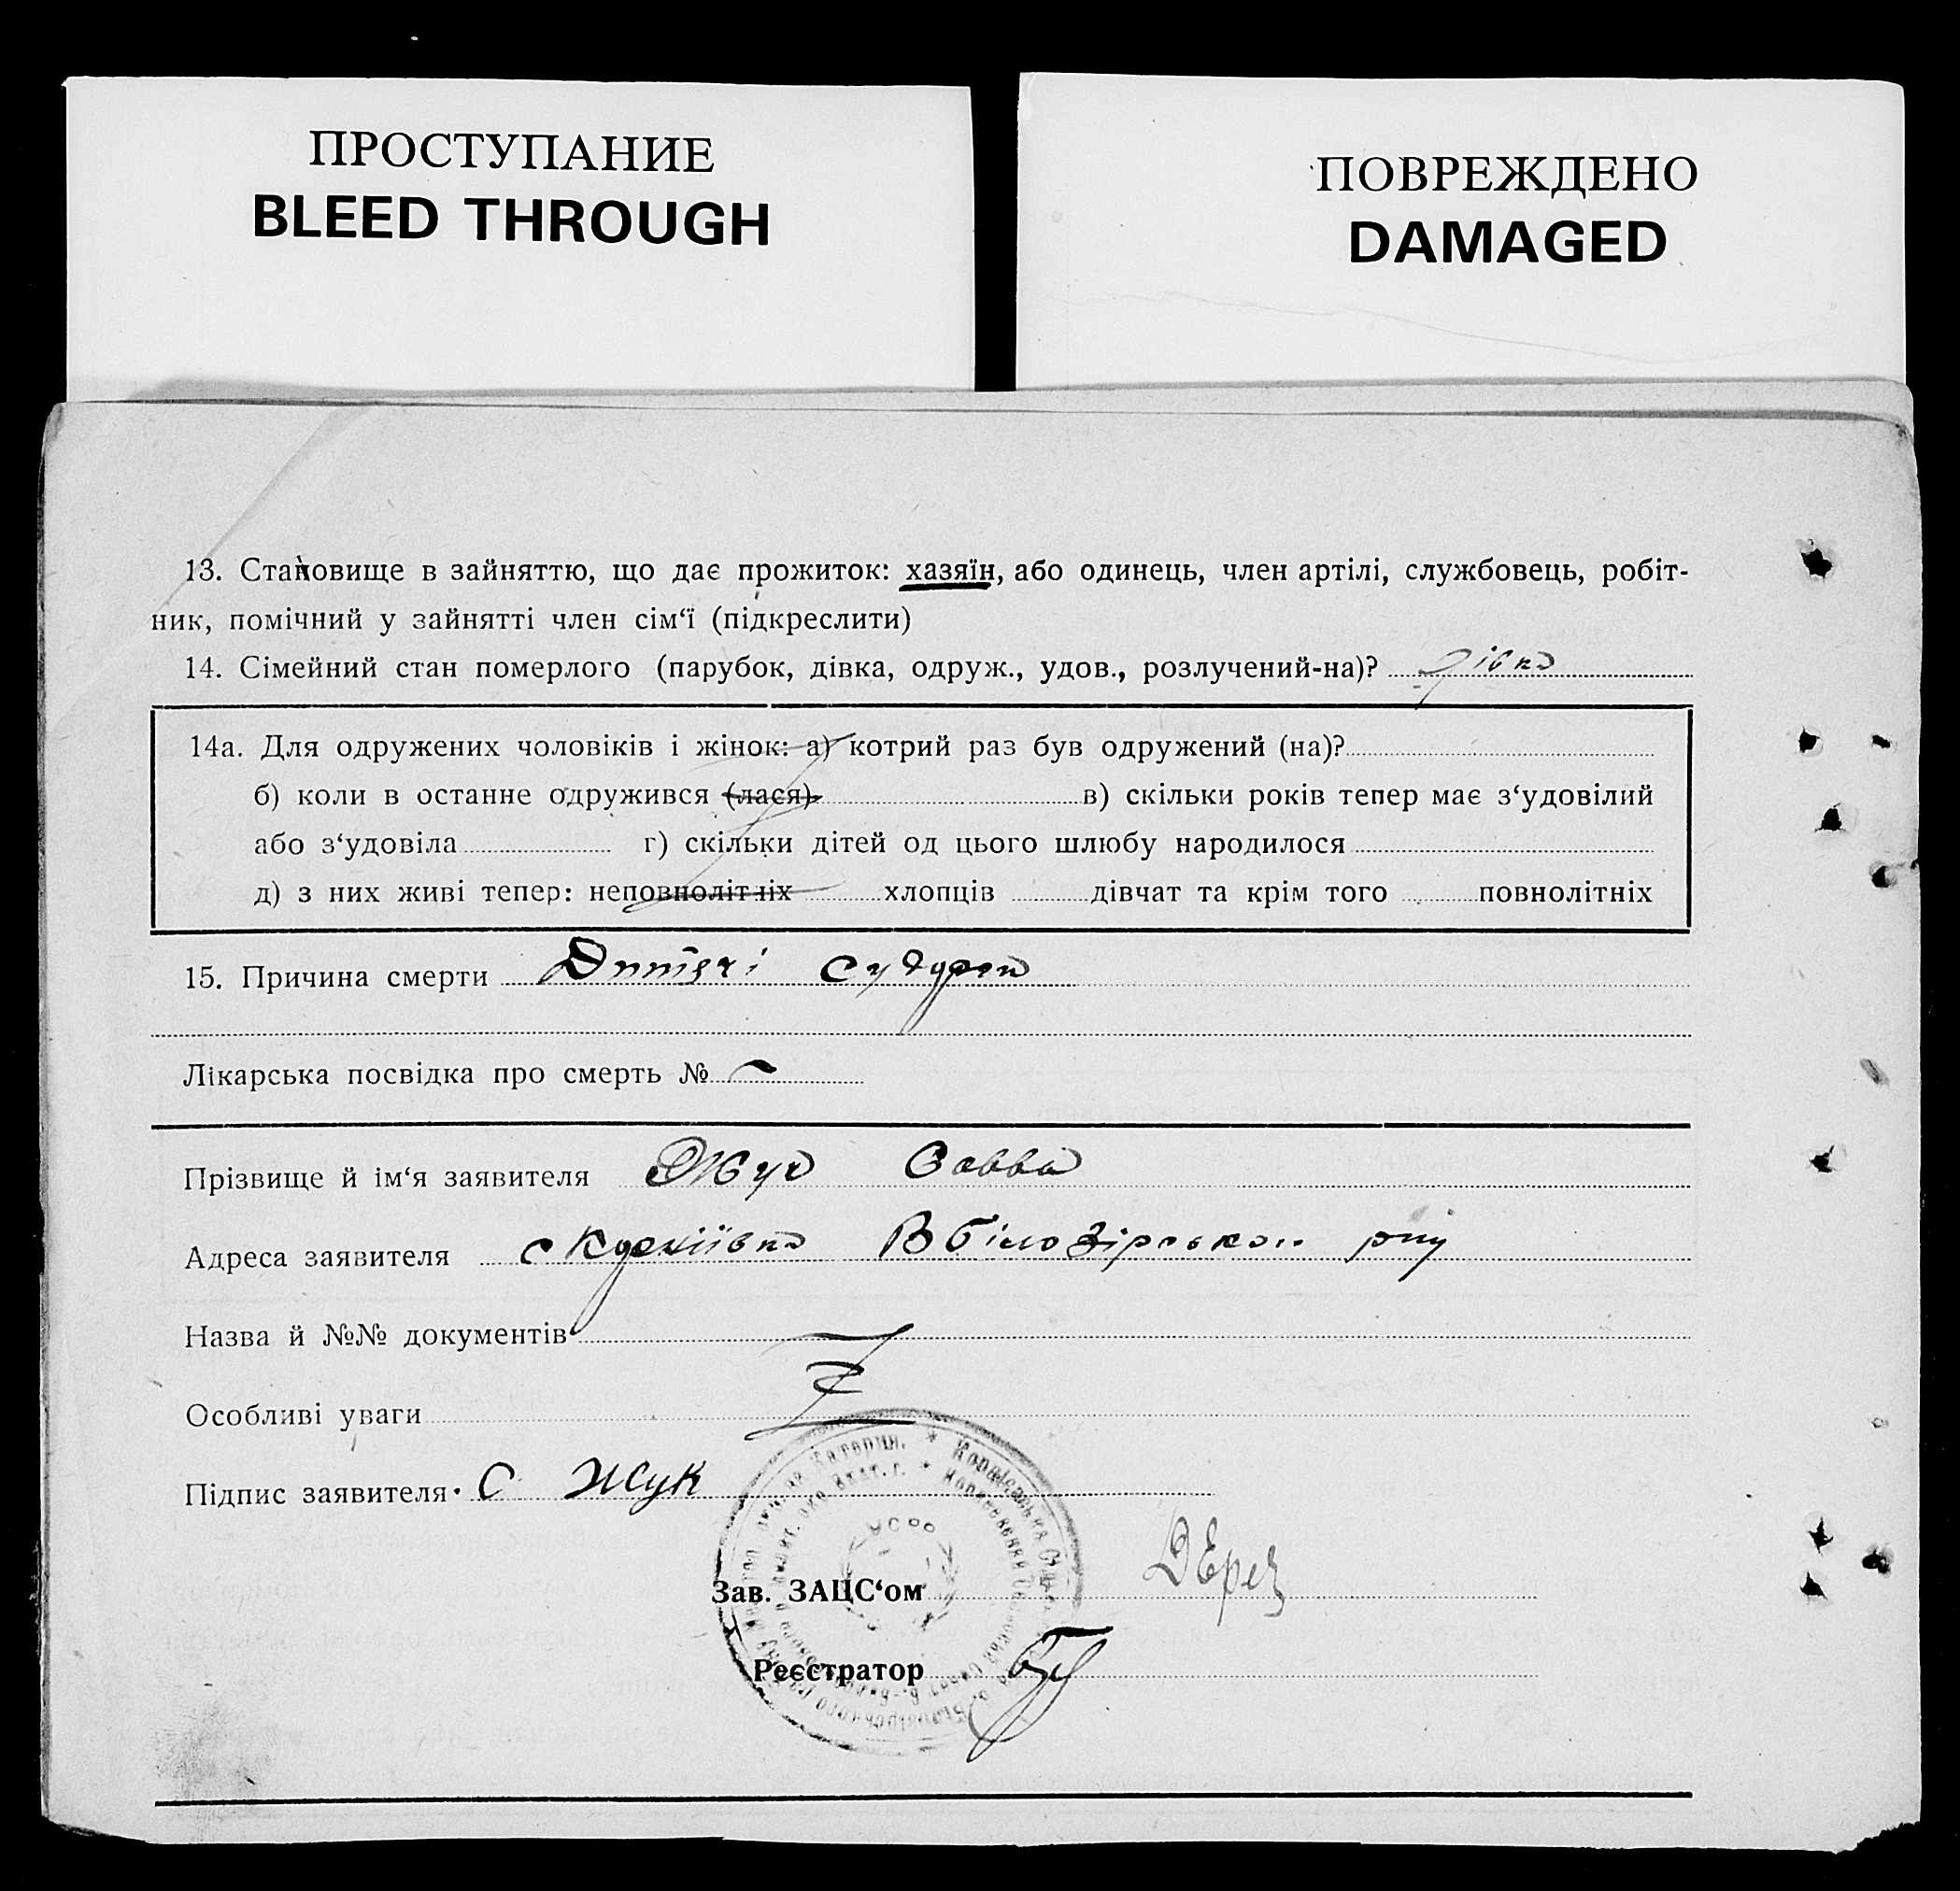 ПРОСТУПАНИЕ
BLEED THROUGH
ПОВРЕЖДЕНО
DAMAGED
13. Становище в зайняттю, що дає прожиток: хазяїн, або одинець, член артілі, службовець, робіт-
ник, помічний у зайнятті член сім‘ї (підкреслити)
14. Сімейний стан померлого (парубок, дівка, одруж., удов., розлучений-на)? дівка
14а. Для одружених чоловіків і жінок: а) котрий раз був одружений (на)?
б) коли в останне одружився (лася) в) скільки років тепер має з‘удовілий
або з‘удовіла г) скільки дітей од цього шлюбу народилося
д) з них живі тепер: неповнолітніх хлопців дівчат та крім того повнолітніх
15. Причина смерти Дитячі
Лікарська посвідка про смерть №
Прізвище й ім‘я заявителя Жук Савва
Адреса заявителя с В Білозірського р-ну
Назва й №№ документів
Особливі уваги
Підпис заявителя С Жук
УСРР
Зав. ЗАЦС‘ом
Реєстратор